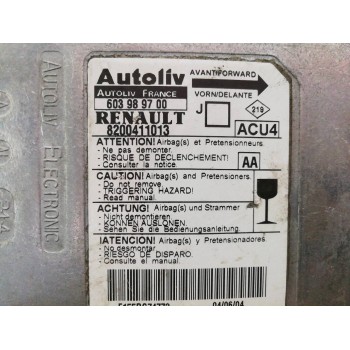 Autoliv
AVANT/FORWARD
AUTOLIV FRANCE
VORN/DELANTE
603 98 97 00
J
219
RENAULT
8200411013
ACU4
ATTENTION! Airbag(s) et Pretensionneurs
- Ne pas demonter.
- RISQUE DE DECLENCHEMENT.
- Consulter la notice
AA
CAUTION! Airbag(s) and Pretensioners
- Do not remove.
- TRIGGERING HAZARD!
- Read manual
ACHTUNG! Airbag(s) und Strammer
- Nicht demontieren.
- KÖNNEN AUSLÖSEN.
- Sehen Sie die Bedienungsanleitung.
¡ATENCION! Airbag(s) y Pretensionadores
- No desmontar
- RIESGO DE DISPARO.
- Consulter el manual.
04/06/04
AUTOLIV ELECTRONIC